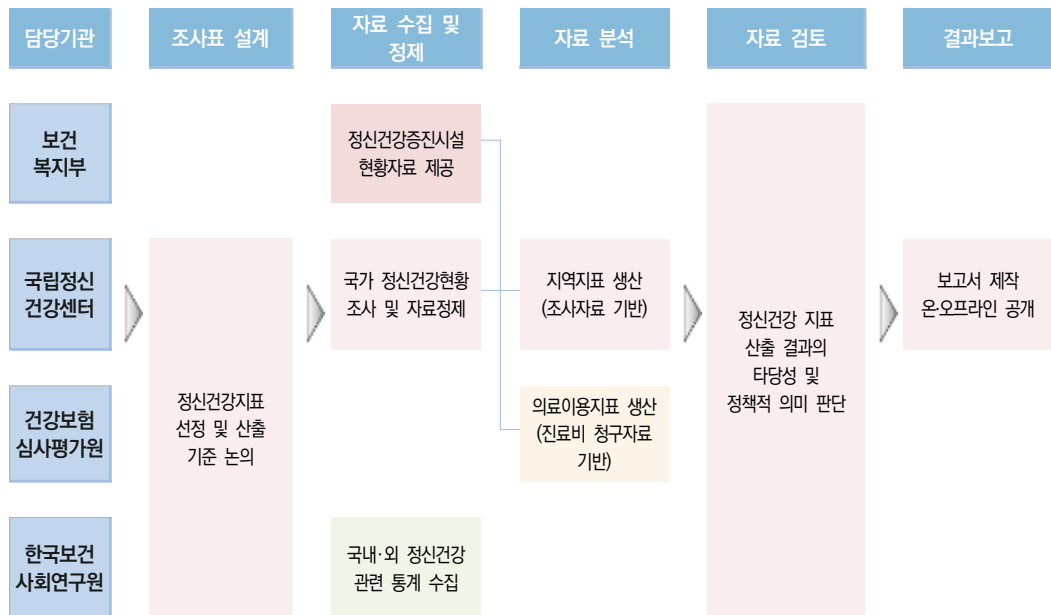 담당기관
조사표 설계
자료 수집 및
정제
자료 분석
자료 검토
결과보고
보건
복지부
정신건강증진시설
현황자료 제공
국립정신
건강센터
국가 정신건강현황
조사 및 자료정제
지역지표 생산
(조사자료 기반)
보고서 제작
온·오프라인 공개
정신건강 지표
산출 결과의
타당성 및
정책적 의미 판단
건강보험
심사평가원
정신건강지표
선정 및 산출
기준 논의
의료이용지표 생산
(진료비 청구자료
기반)
한국보건
사회연구원
국내·외 정신건강
관련 통계 수집